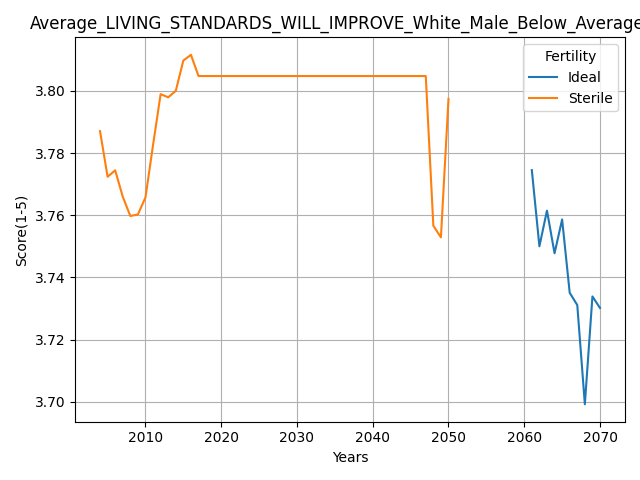 Average_LIVING_STANDARDS_WILL_IMPROVE_White_Male_Below_Average
Fertility
Ideal
Sterile
Score(1-5)
3.80
3.78
3.76
3.74
3.72
3.70
2010 2020 2030 2040 2050 2060 2070
Years